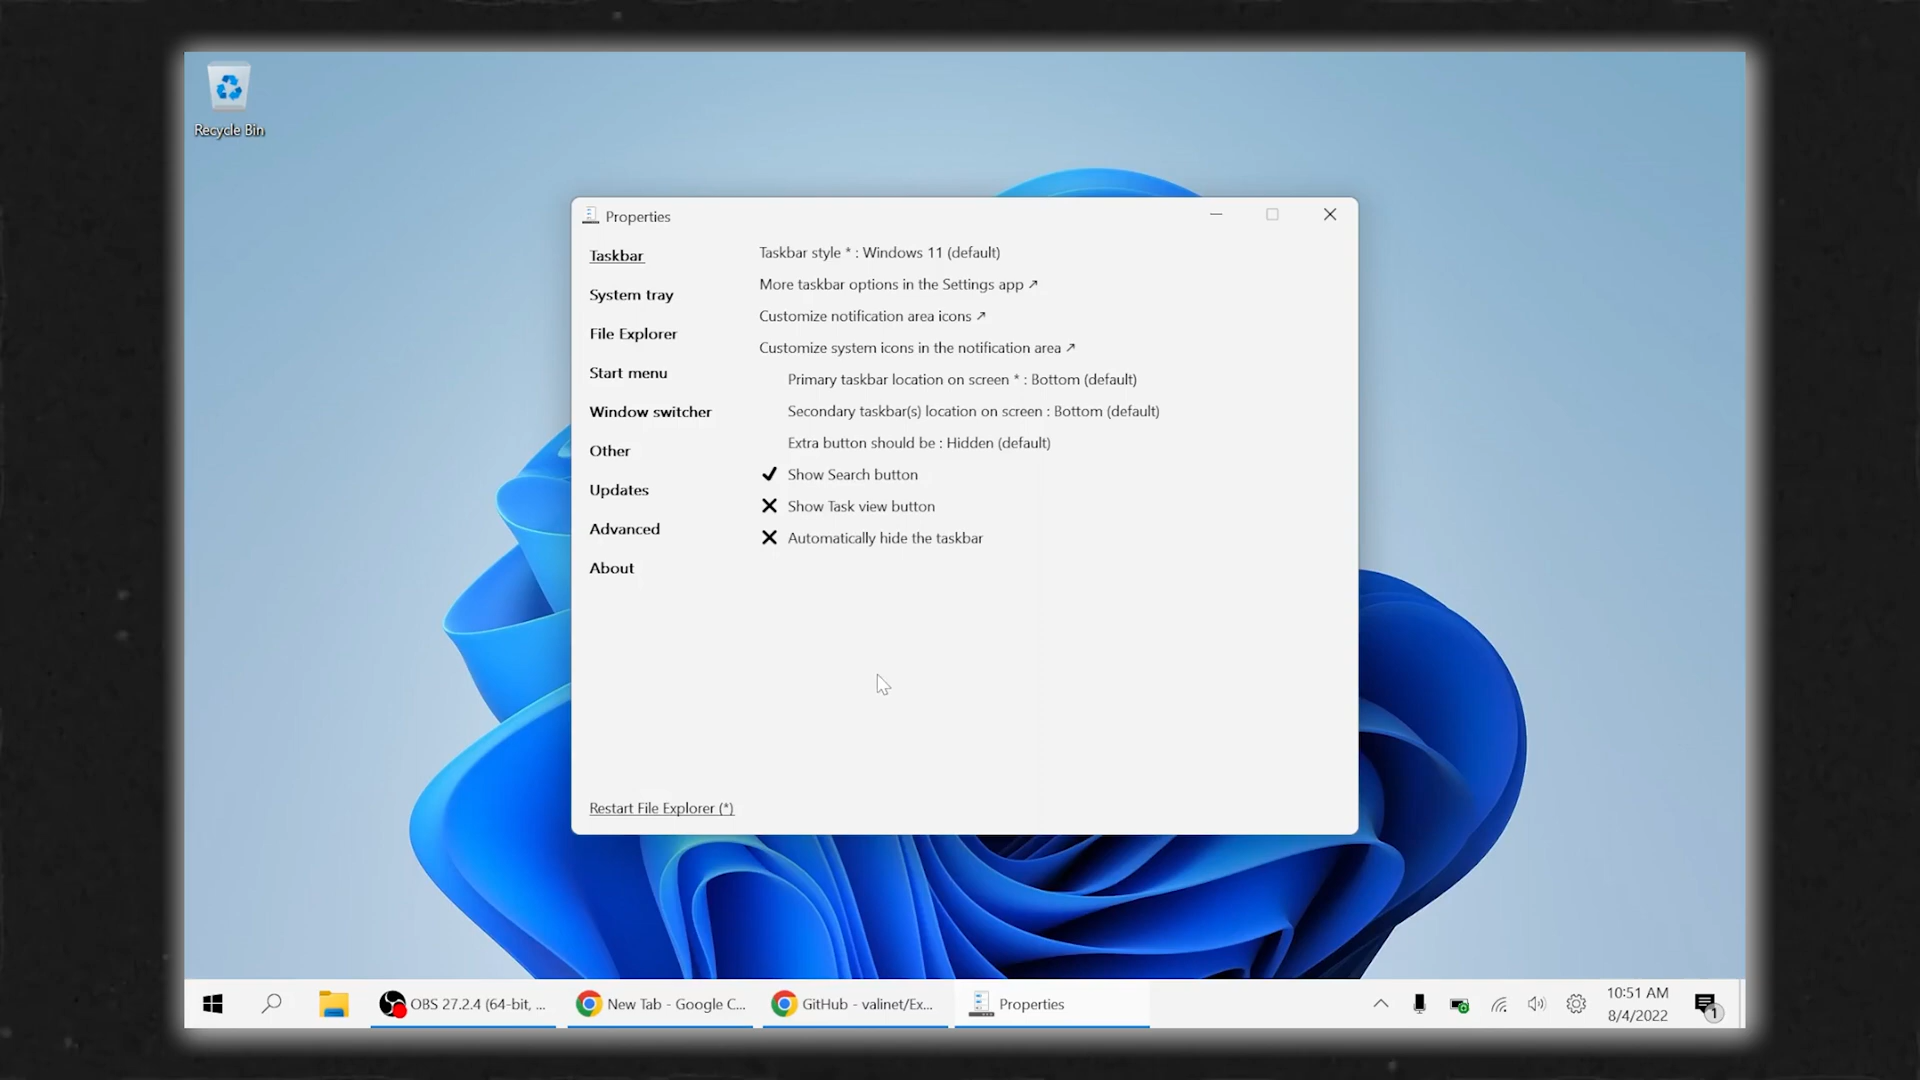 Recycle Bin
Properties
Taskbar
System tray
File Explorer
Start menu
Window switcher
Other
Updates
Advanced
About
Taskbar style * : Windows 11 (default)
More taskbar options in the Settings app ↗
Customize notification area icons ↗
Customize system icons in the notification area ↗
Primary taskbar location on screen * : Bottom (default)
Secondary taskbar(s) location on screen : Bottom (default)
Extra button should be : Hidden (default)
Show Search button
Show Task view button
Automatically hide the taskbar
Restart File Explorer (*)
OBS 27.2.4 (64-bit, ...
New Tab - Google C...
GitHub - valinet/Ex...
Properties
10:51 AM
8/4/2022
1